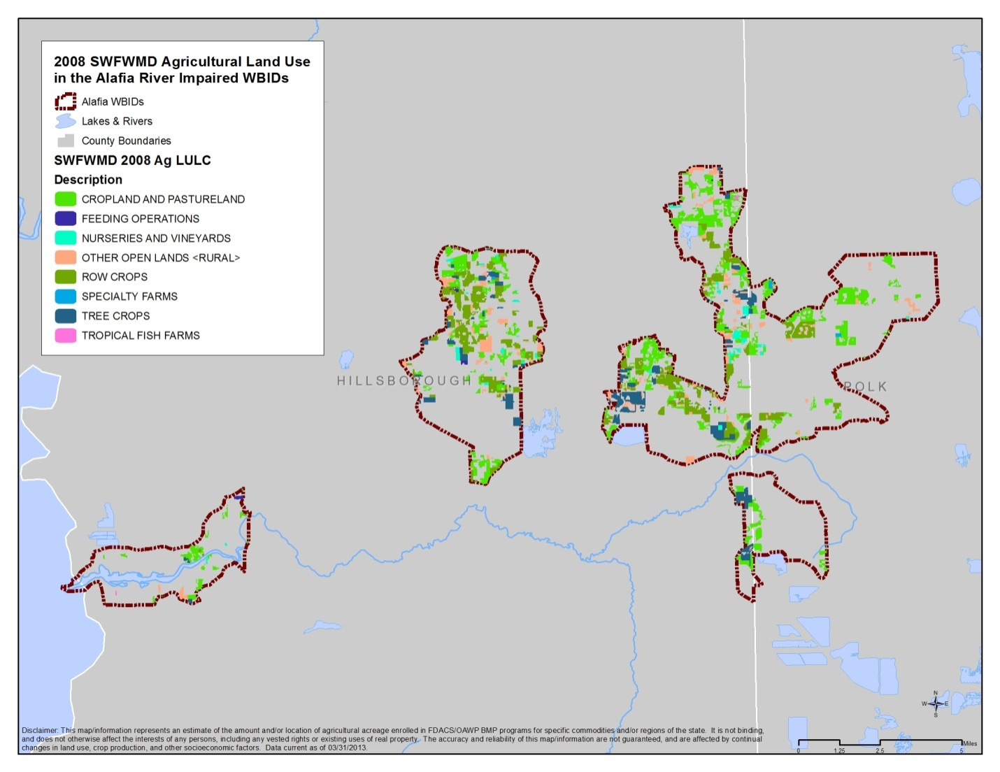 2008 SWFWMD Agricultural Land Use
in the Alafia River Impaired WBIDs
Alafia WBIDs
Lakes & Rivers
County Boundaries
SWFWMD 2008 Ag LULC
Description
CROPLAND AND PASTURELAND
FEEDING OPERATIONS
NURSERIES AND VINEYARDS
OTHER OPEN LANDS <RURAL>
ROW CROPS
SPECIALTY FARMS
TREE CROPS
TROPICAL FISH FARMS
HILLSBOROUGH
POLK
N
W E
S
Disclaimer: This map/information represents an estimate of the amount and/or location of agricultural acreage enrolled in FDACS/OAWP BMP programs for specific commodities and/or regions of the state. It is not binding,
and does not otherwise affect the interests of any persons, including any vested rights or existing uses of real property. The accuracy and reliability of this map/information are not guaranteed, and are affected by continual
changes in land use, crop production, and other socioeconomic factors. Data current as of 03/31/2013.
Miles
0 1.25 2.5 5